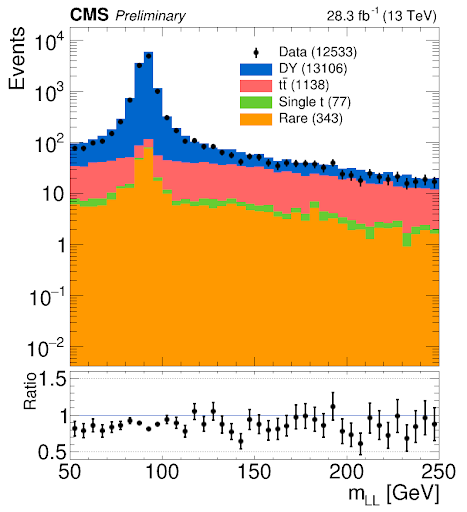 CMS Preliminary 28.3 fb⁻¹ (13 TeV)
Events
10⁴
10³
10²
10
1
10⁻¹
10⁻²
Data (12533)
DY (13106)
tt̄ (1138)
Single t (77)
Rare (343)
Ratio
1.5
1
0.5
50 100 150 200 250
m_LL [GeV]